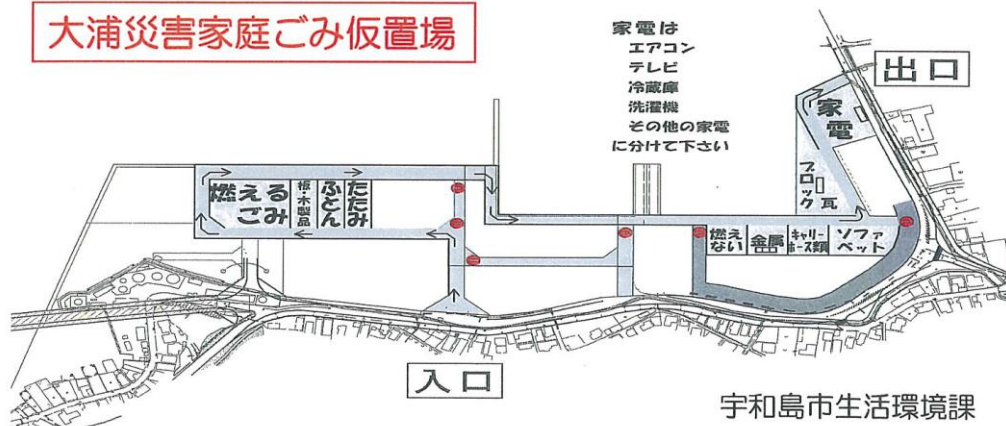 大浦災害家庭ごみ仮置場
家電は
エアコン
テレビ
冷蔵庫
洗濯機
その他の家電
に分けて下さい
出口
家電
ブロック
瓦
燃える
ごみ
板・木製品
ふとん
たたみ
燃え
ない
金属
キャリー
ホース類
ソファ
ベット
入口
宇和島市生活環境課